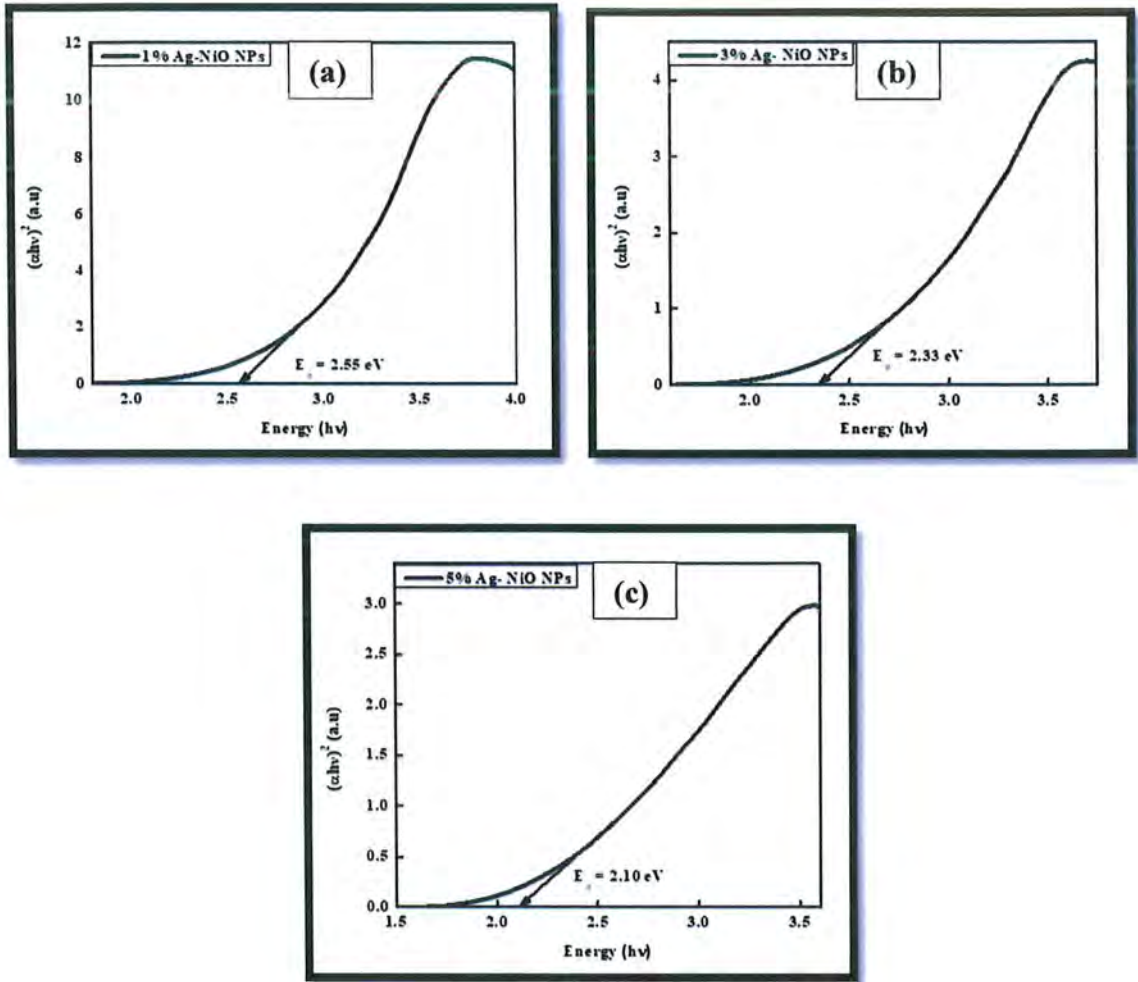 1% Ag-NiO NPs
(a)
12
10
8
6
4
2
0
(αhν)² (a.u)
E g = 2.55 eV
2.0 2.5 3.0 3.5 4.0
Energy (hν)
3% Ag- NiO NPs
(b)
4
3
2
1
0
(αhν)² (a.u)
E g = 2.33 eV
2.0 2.5 3.0 3.5
Energy (hν)
5% Ag- NiO NPs
(c)
3.0
2.5
2.0
1.5
1.0
0.5
0.0
(αhν)² (a.u)
E g = 2.10 eV
1.5 2.0 2.5 3.0 3.5
Energy (hν)